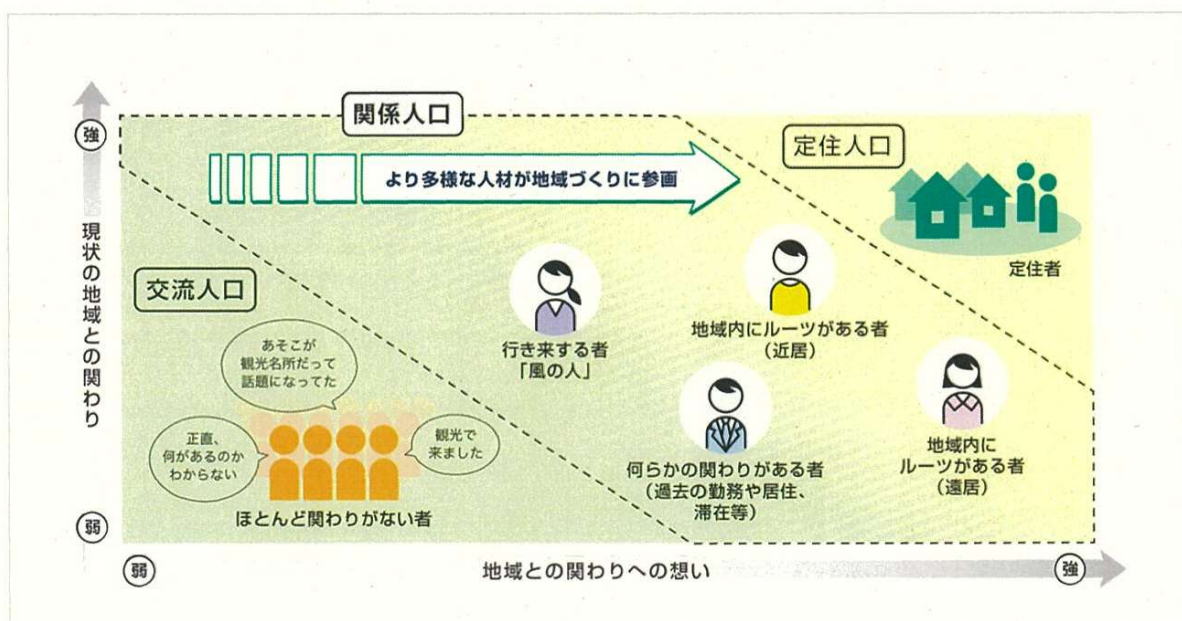 関係人口
強
定住人口
より多様な人材が地域づくりに参画
現状の地域との関わり
定住者
交流人口
地域内にルーツがある者
（近居）
行き来する者
「風の人」
あそこが
観光名所だって
話題になってた
正直、
何があるのか
わからない
観光で
来ました
地域内に
ルーツがある者
（遠居）
何らかの関わりがある者
（過去の勤務や居住、
滞在等）
ほとんど関わりがない者
弱
弱
地域との関わりへの想い
強